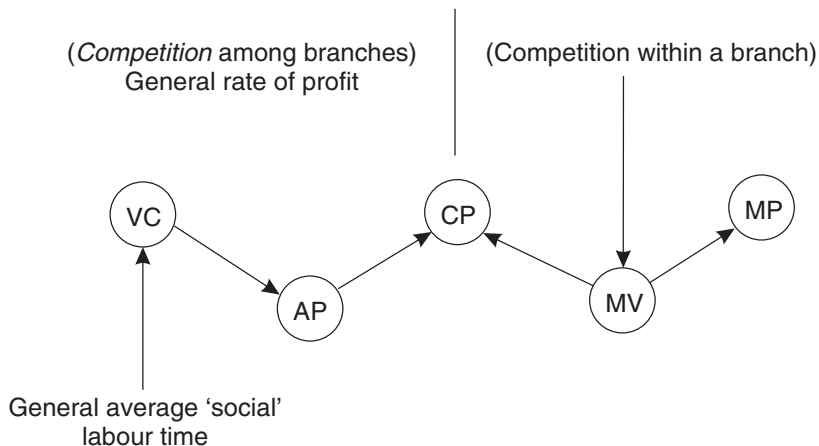 (Competition among branches)
General rate of profit
(Competition within a branch)
VC
CP
MP
AP
MV
General average ‘social’
labour time